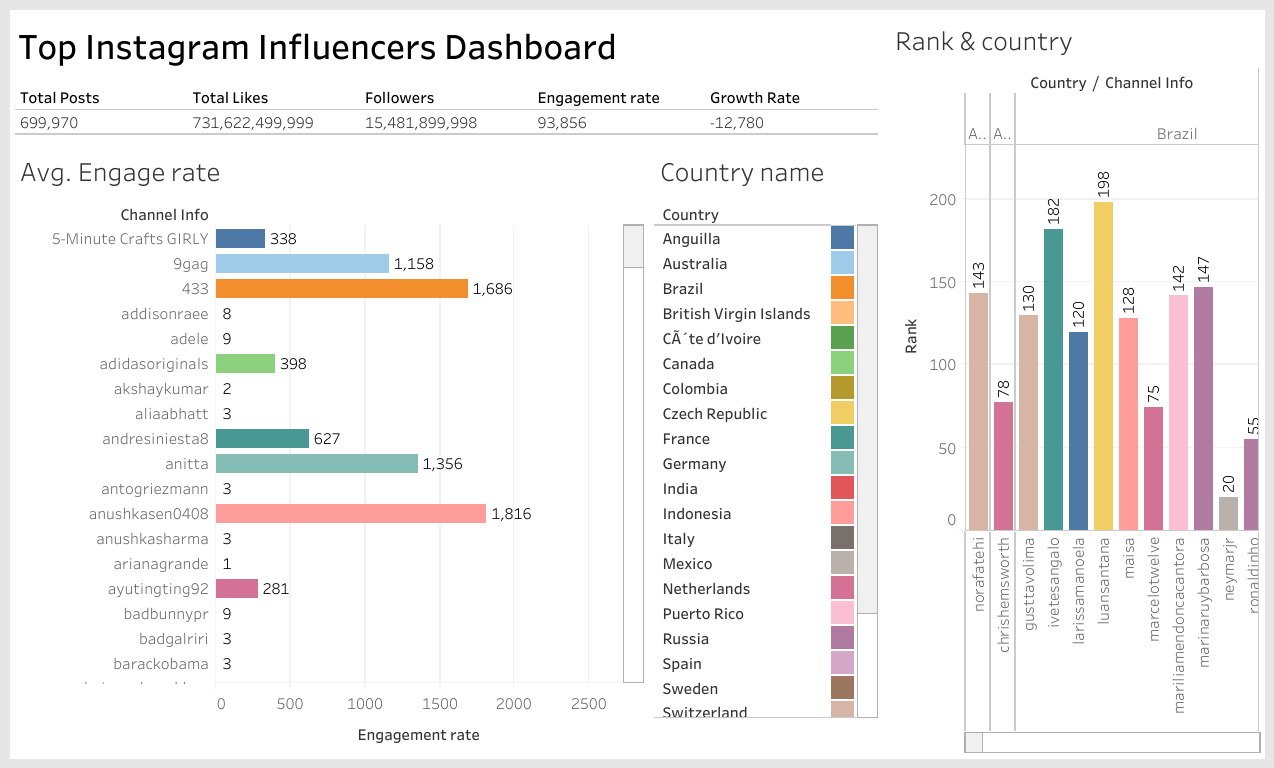 Top Instagram Influencers Dashboard
Total Posts Total Likes Followers Engagement rate Growth Rate
699,970 731,622,499,999 15,481,899,998 93,856 -12,780
Avg. Engage rate
Channel Info
5-Minute Crafts GIRLY 338
9gag 1,158
433 1,686
addisonraee 8
adele 9
adidasoriginals 398
akshaykumar 2
aliaabhatt 3
andresiniesta8 627
anitta 1,356
antogriezmann 3
anushkasen0408 1,816
anushkasharma 3
arianagrande 1
ayutingting92 281
badbunnypr 9
badgalriri 3
barackobama 3
0 500 1000 1500 2000 2500
Engagement rate
Country name
Country
Anguilla
Australia
Brazil
British Virgin Islands
CÃ´te d’Ivoire
Canada
Colombia
Czech Republic
France
Germany
India
Indonesia
Italy
Mexico
Netherlands
Puerto Rico
Russia
Spain
Sweden
Switzerland
Rank & country
Country / Channel Info
A.. A.. Brazil
Rank
200
150
100
50
0
143 78 130 182 120 198 128 75 142 147 20 55
norafatehi
chrishemsworth
gusttavolima
ivetesangalo
larissamanoela
luansantana
maisa
marcelotwelve
mariliamendoncacantora
marinaruybarbosa
neymarjr
ronaldinho